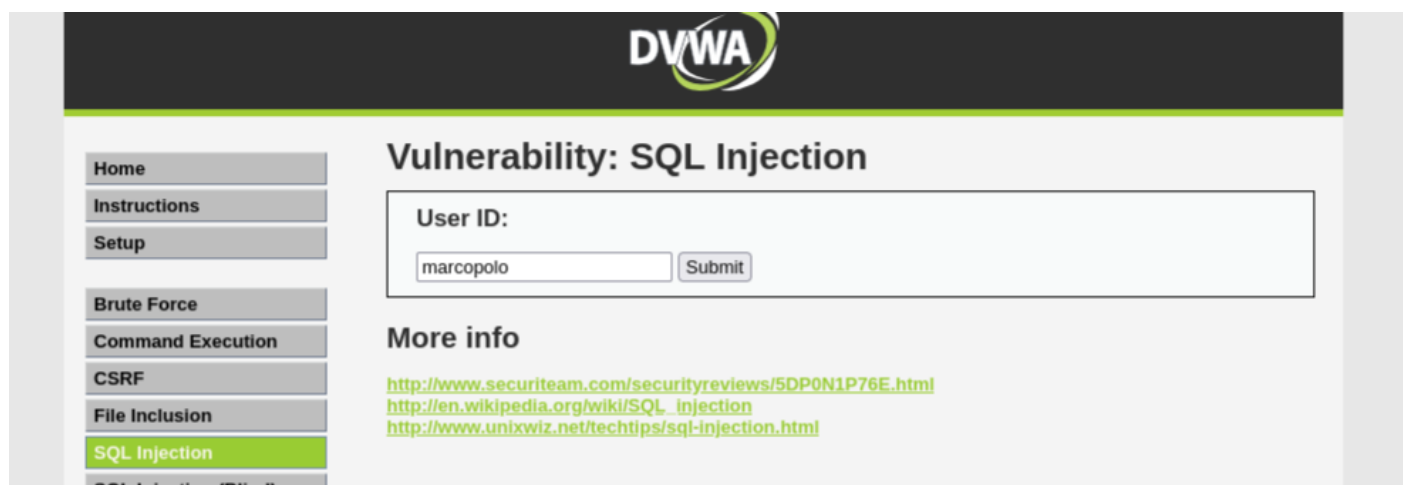 DVWA
Home
Instructions
Setup
Brute Force
Command Execution
CSRF
File Inclusion
SQL Injection
Vulnerability: SQL Injection
User ID:
marcopolo
Submit
More info
http://www.securiteam.com/securityreviews/5DP0N1P76E.html
http://en.wikipedia.org/wiki/SQL_injection
http://www.unixwiz.net/techtips/sql-injection.html